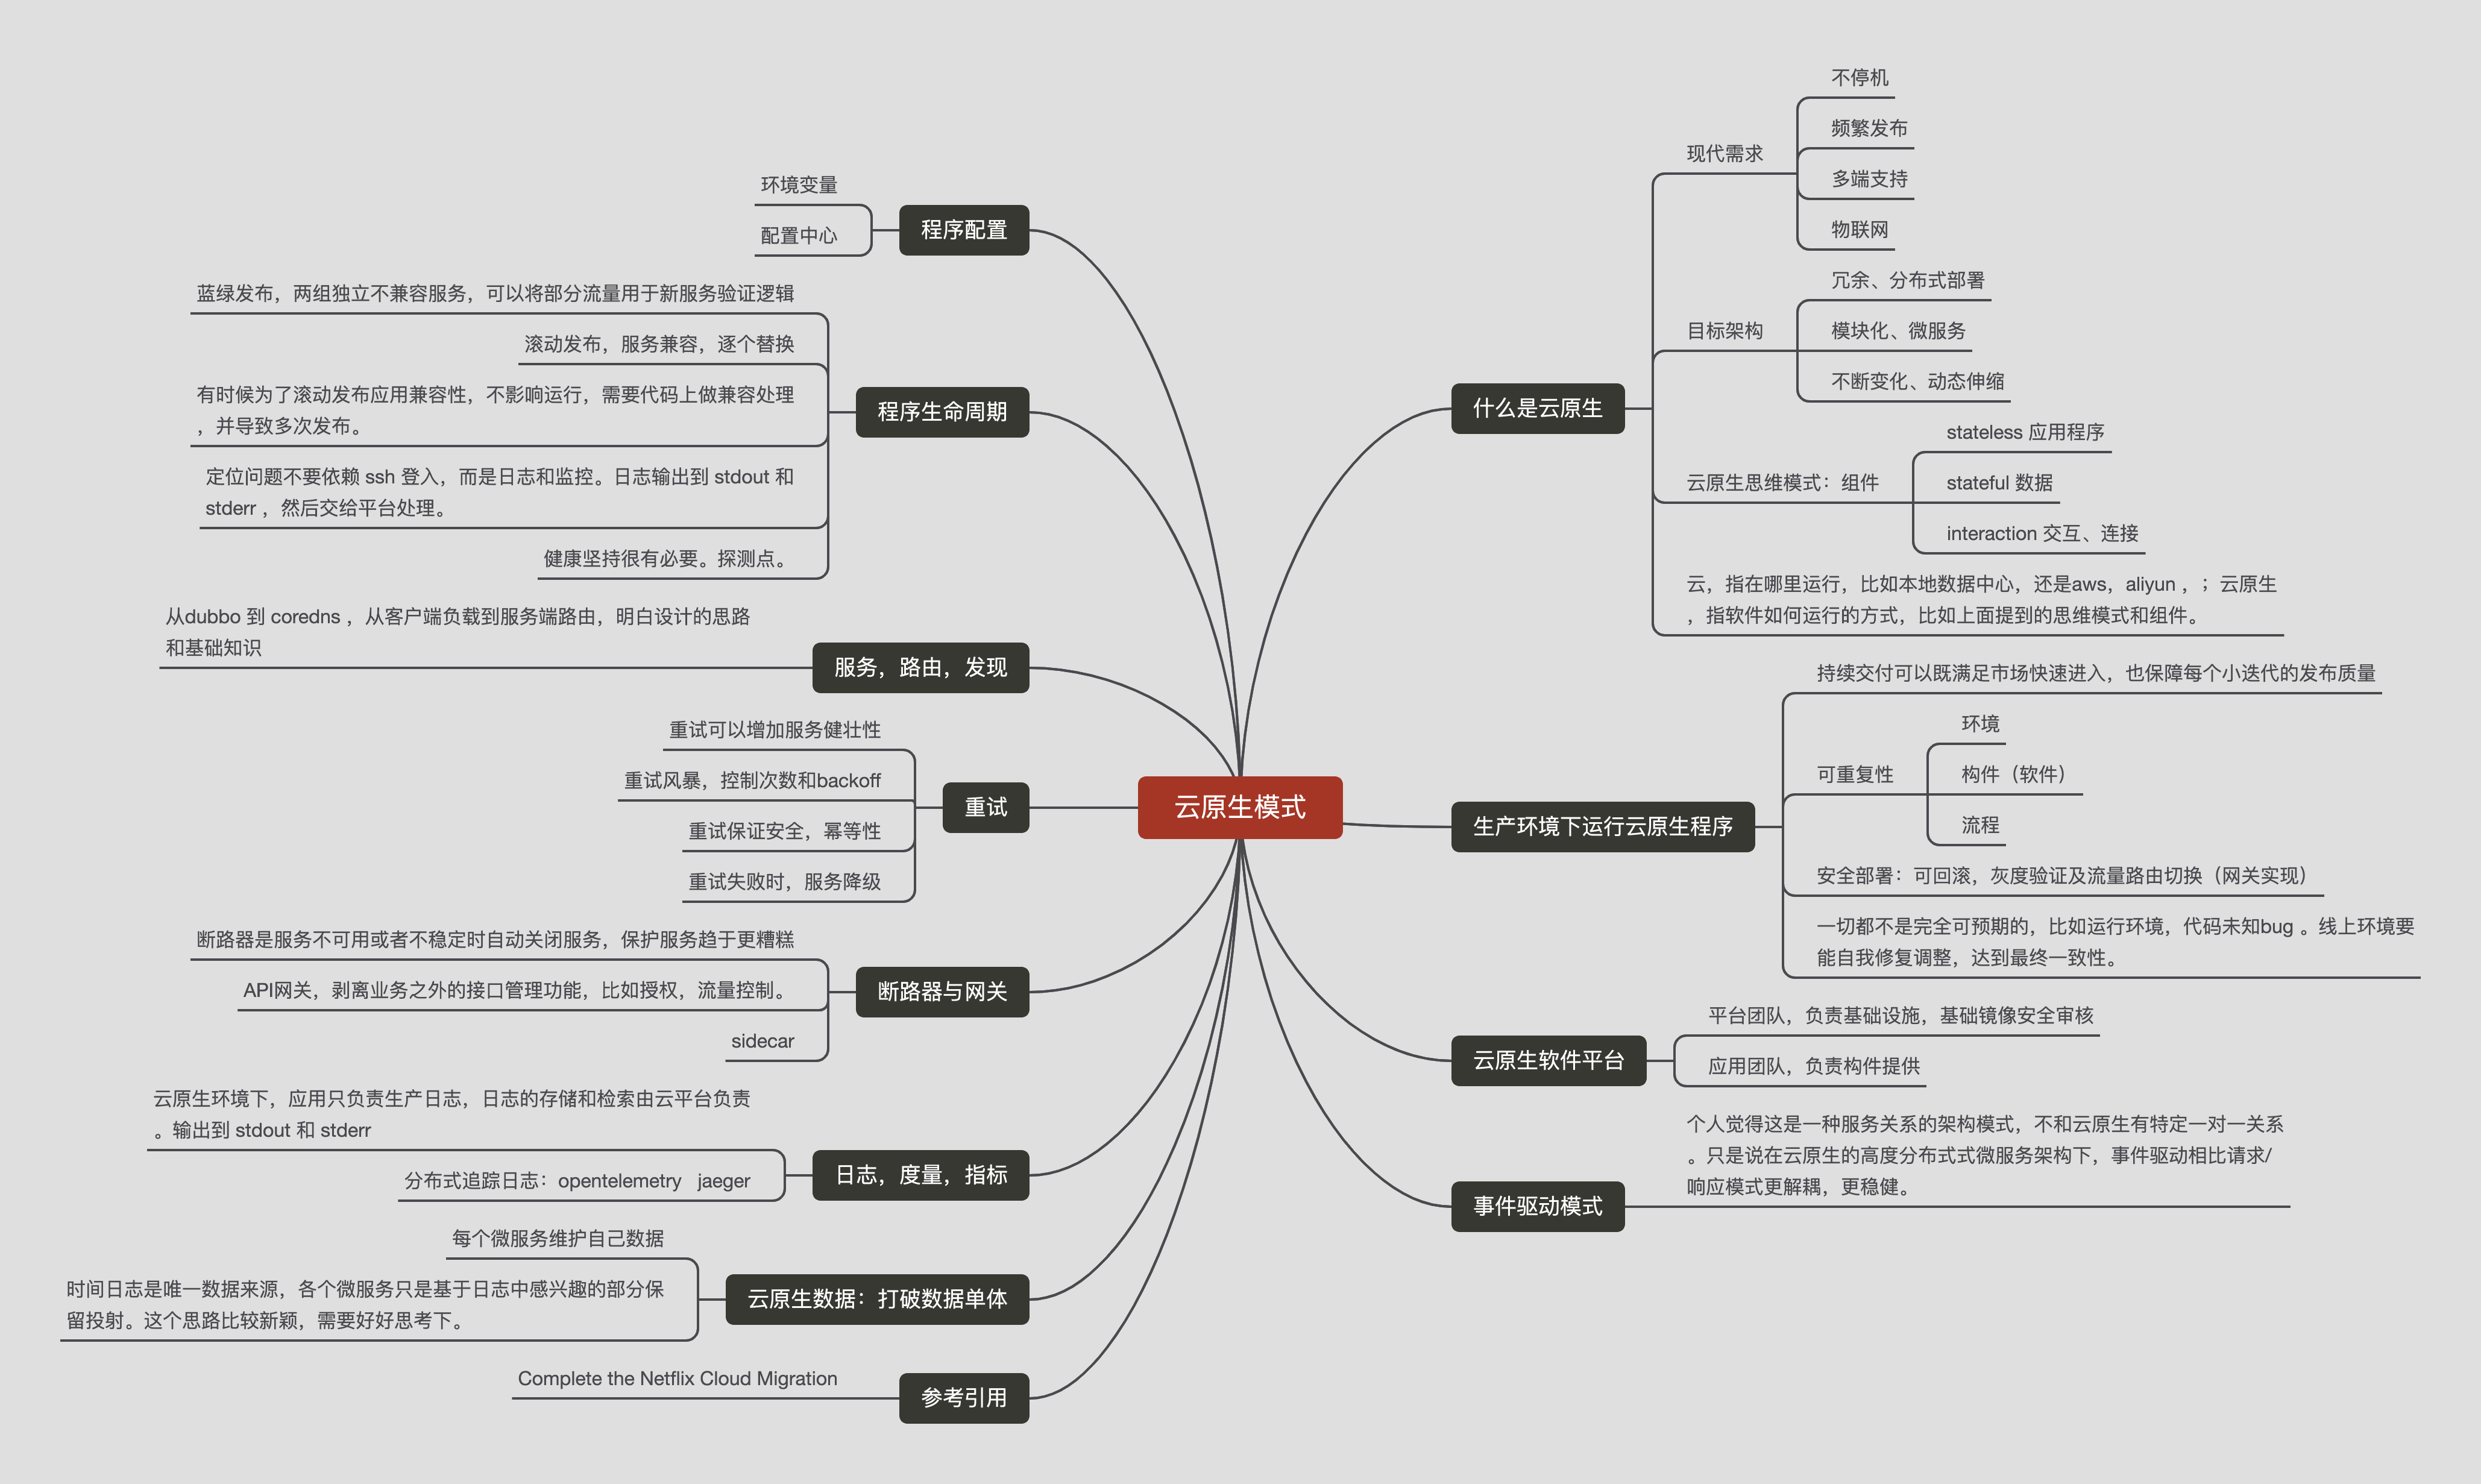 云原生模式
什么是云原生
现代需求
不停机
频繁发布
多端支持
物联网
目标架构
冗余、分布式部署
模块化、微服务
不断变化、动态伸缩
云原生思维模式：组件
stateless 应用程序
stateful 数据
interaction 交互、连接
云，指在哪里运行，比如本地数据中心，还是aws，aliyun ，；云原生
，指软件如何运行的方式，比如上面提到的思维模式和组件。
生产环境下运行云原生程序
持续交付可以既满足市场快速进入，也保障每个小迭代的发布质量
可重复性
环境
构件（软件）
流程
安全部署：可回滚，灰度验证及流量路由切换（网关实现）
一切都不是完全可预期的，比如运行环境，代码未知bug 。线上环境要
能自我修复调整，达到最终一致性。
云原生软件平台
平台团队，负责基础设施，基础镜像安全审核
应用团队，负责构件提供
事件驱动模式
个人觉得这是一种服务关系的架构模式，不和云原生有特定一对一关系
。只是说在云原生的高度分布式式微服务架构下，事件驱动相比请求/
响应模式更解耦，更稳健。
程序配置
环境变量
配置中心
程序生命周期
蓝绿发布，两组独立不兼容服务，可以将部分流量用于新服务验证逻辑
滚动发布，服务兼容，逐个替换
有时候为了滚动发布应用兼容性，不影响运行，需要代码上做兼容处理
，并导致多次发布。
定位问题不要依赖 ssh 登入，而是日志和监控。日志输出到 stdout 和
stderr ，然后交给平台处理。
健康坚持很有必要。探测点。
服务，路由，发现
从dubbo 到 coredns ，从客户端负载到服务端路由，明白设计的思路
和基础知识
重试
重试可以增加服务健壮性
重试风暴，控制次数和backoff
重试保证安全，幂等性
重试失败时，服务降级
断路器与网关
断路器是服务不可用或者不稳定时自动关闭服务，保护服务趋于更糟糕
API网关，剥离业务之外的接口管理功能，比如授权，流量控制。
sidecar
日志，度量，指标
云原生环境下，应用只负责生产日志，日志的存储和检索由云平台负责
。输出到 stdout 和 stderr
分布式追踪日志：opentelemetry jaeger
云原生数据：打破数据单体
每个微服务维护自己数据
时间日志是唯一数据来源，各个微服务只是基于日志中感兴趣的部分保
留投射。这个思路比较新颖，需要好好思考下。
参考引用
Complete the Netflix Cloud Migration